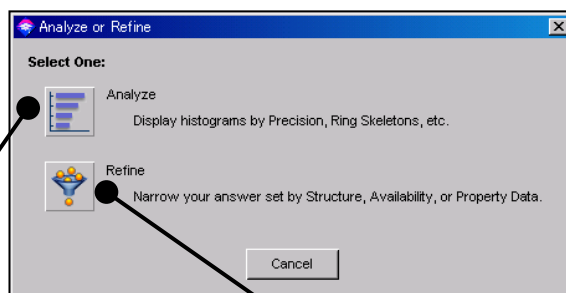 Analyze or Refine
Select One:
Analyze
Display histograms by Precision, Ring Skeletons, etc.
Refine
Narrow your answer set by Structure, Availability, or Property Data.
Cancel